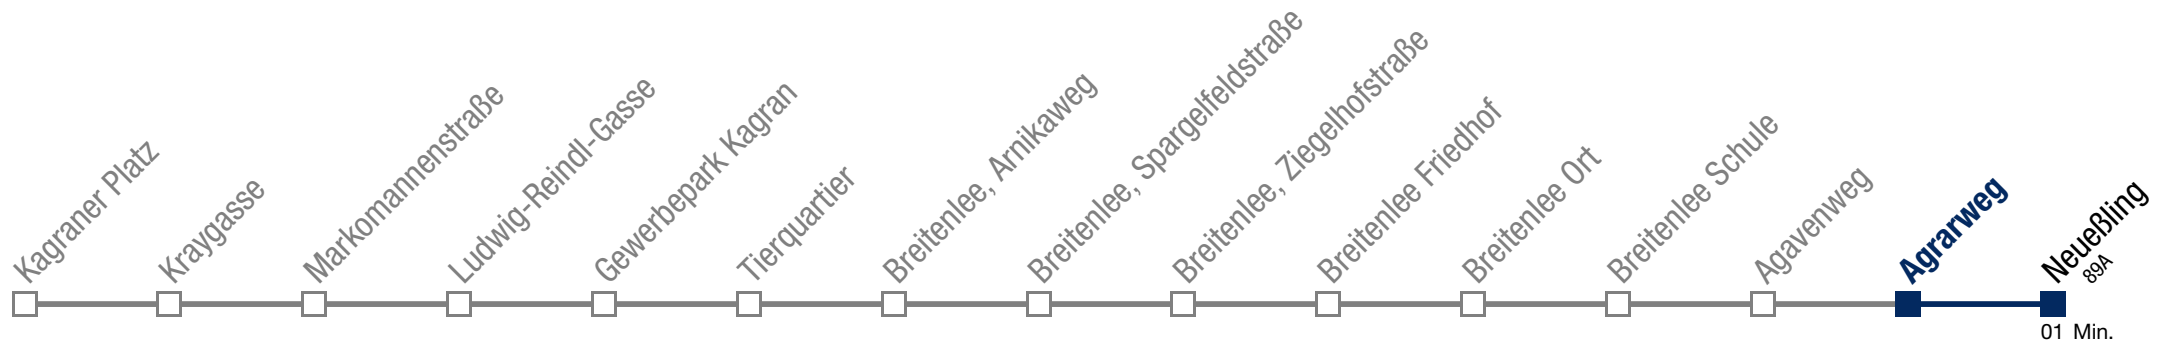 Kagraner Platz
Kraygasse
Markomannenstraße
Ludwig-Reindl-Gasse
Gewerbepark Kagran
Tierquartier
Breitenlee, Arnikaweg
Breitenlee, Spargelfeldstraße
Breitenlee, Ziegelhofstraße
Breitenlee Friedhof
Breitenlee Ort
Breitenlee Schule
Agavenweg
Agrarweg
Neueßling
89A
01 Min.